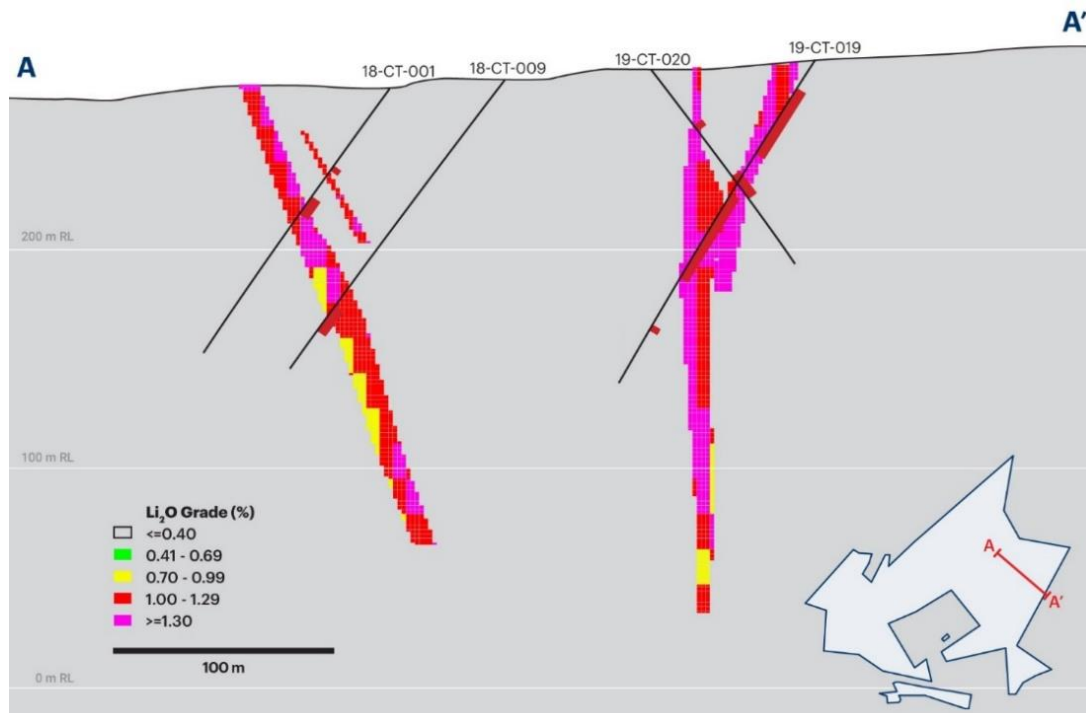 A
A'
18-CT-001
18-CT-009
19-CT-020
19-CT-019
200 m RL
100 m RL
Li₂O Grade (%)
<=0.40
0.41 - 0.69
0.70 - 0.99
1.00 - 1.29
>=1.30
100 m
0 m RL
A
A'